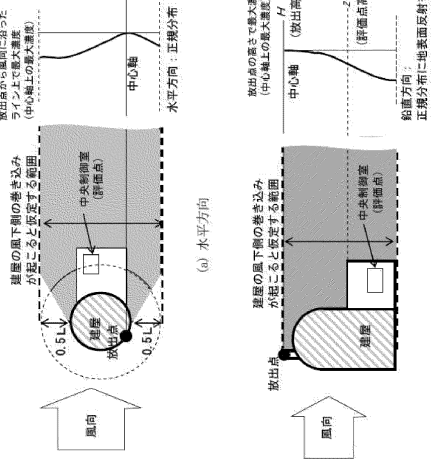 放出点から風向に沿った
ライン上で最大濃度
(中心軸上の最大濃度)
中心軸
水平方向：正規分布
建屋の風下側の巻き込み
が起こると仮定する範囲
中央制御室
(評価点)
0.5L
建屋
放出点
0.5L
風向
(a) 水平方向
放出点の高さで最大濃
(中心軸上の最大濃度)
H
(放出高
中心軸
Z
(評価点高
鉛直方向：
正規分布に地表面反射
建屋の風下側の巻き込み
が起こると仮定する範囲
中央制御室
(評価点)
放出点
建屋
風向